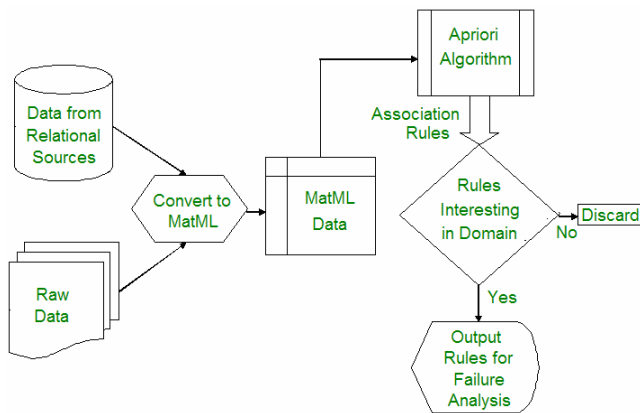 Data from
Relational
Sources
Raw
Data
Convert to
MatML
MatML
Data
Apriori
Algorithm
Association
Rules
Rules
Interesting
in Domain
No
Discard
Yes
Output
Rules for
Failure
Analysis